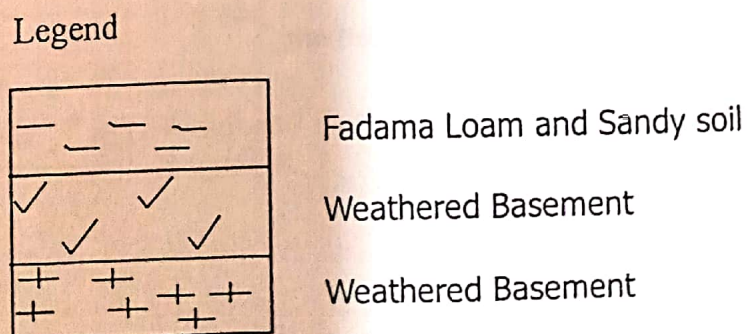 Legend
Fadama Loam and Sandy soil
Weathered Basement
Weathered Basement